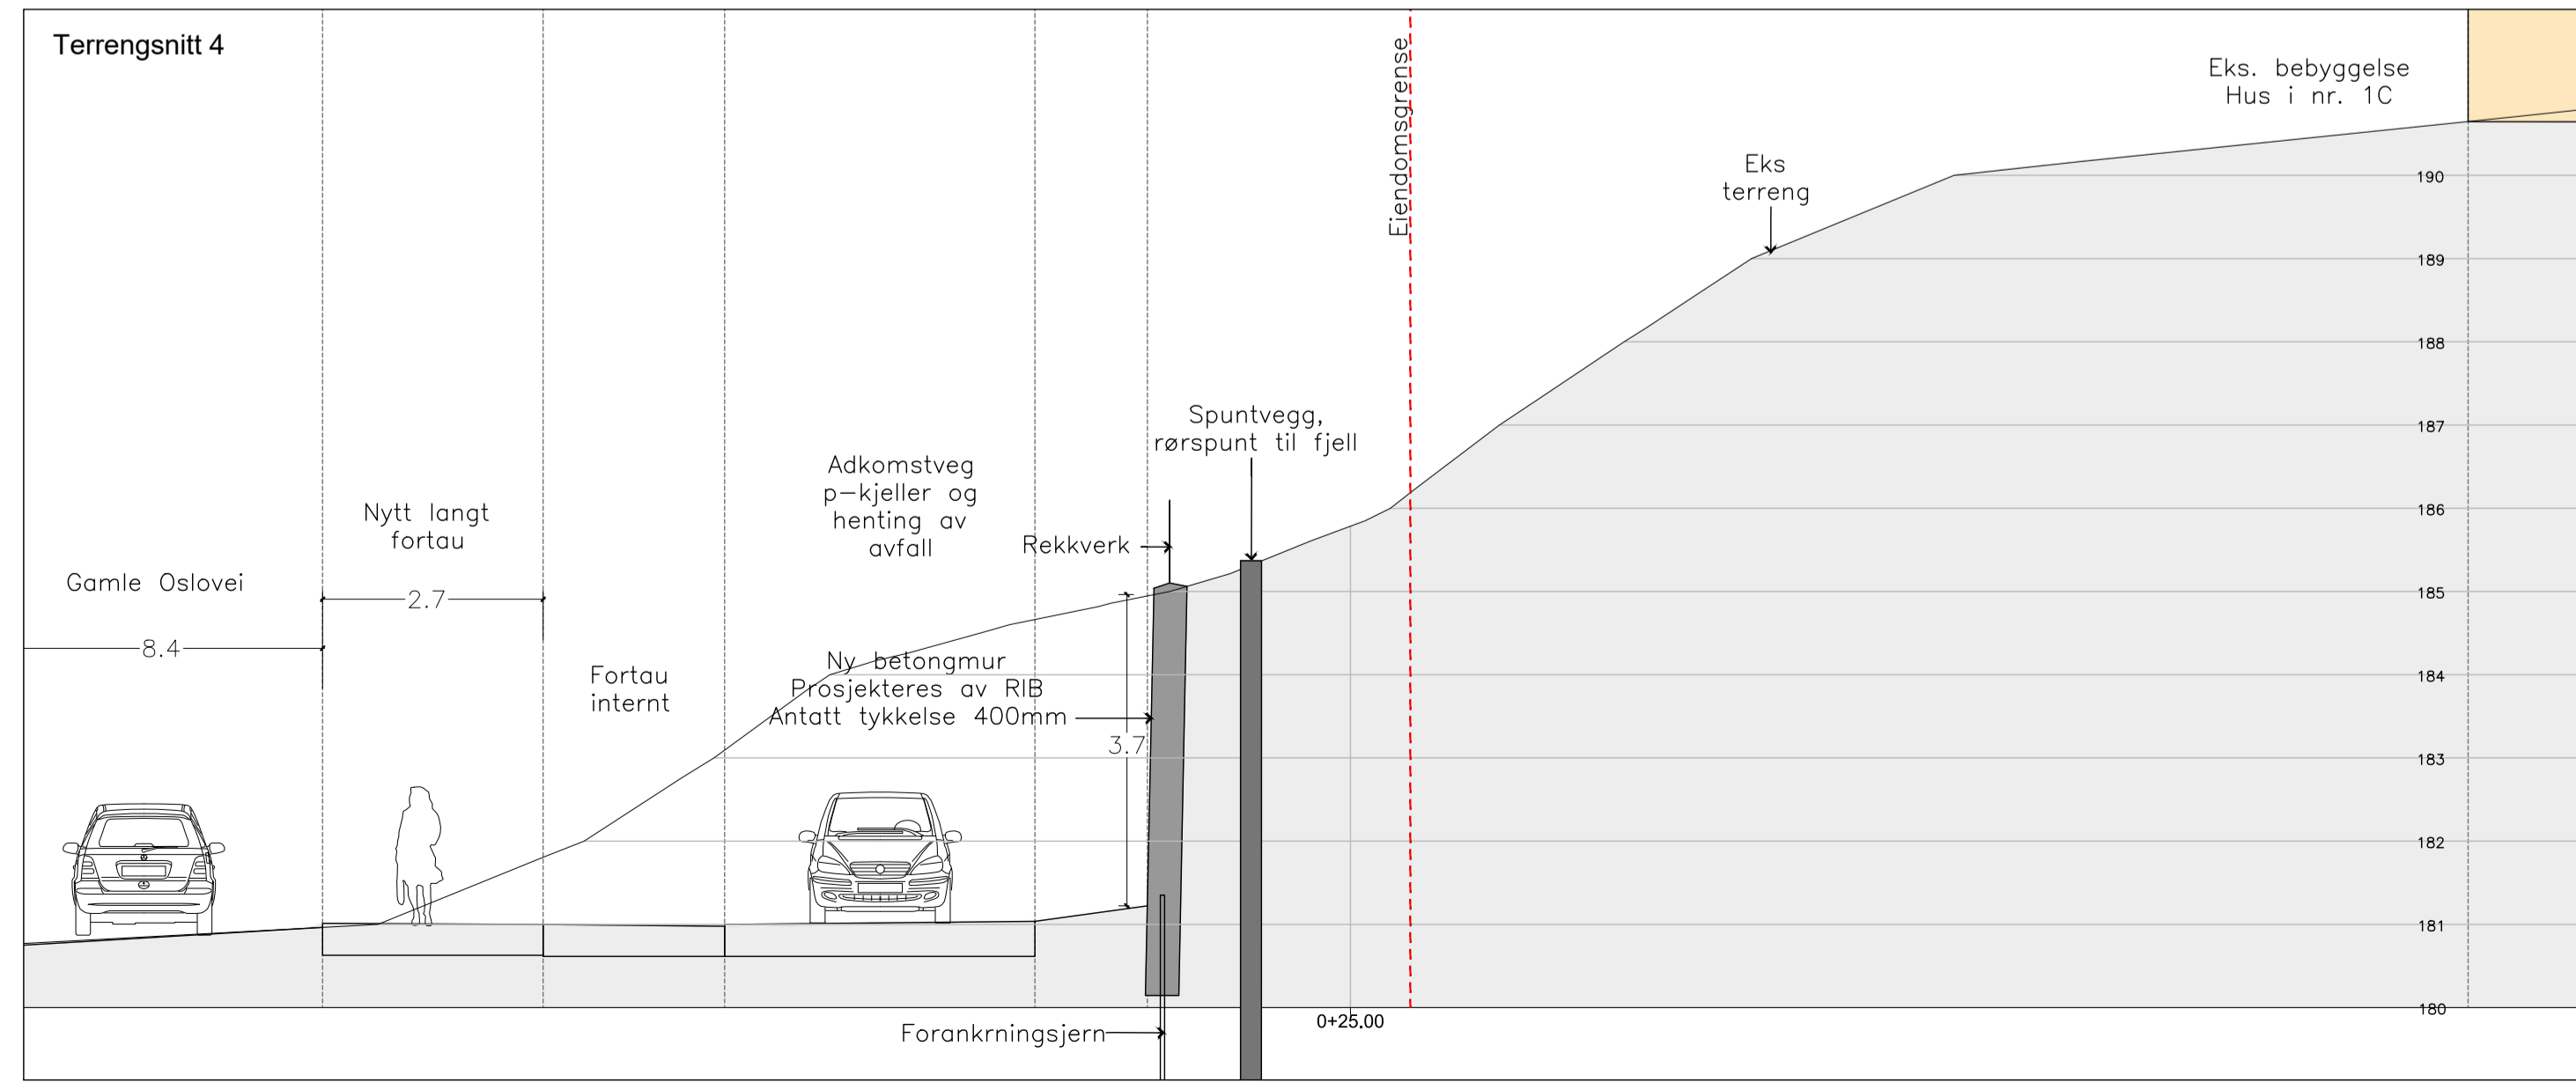 Terrengsnitt 4
Eiendomsgrense
Eks. bebyggelse
Hus i nr. 1C
Eks
terreng
190
189
188
187
186
185
184
183
182
181
180
Spuntvegg,
rørspunt til fjell
Adkomstveg
p-kjeller og
henting av
avfall
Rekkverk
Nytt langt
fortau
2.7
Gamle Oslovei
8.4
Fortau
internt
Ny betongmur
Prosjekteres av RIB
Antatt tykkelse 400mm
3.7
0+25.00
Forankrningsjern